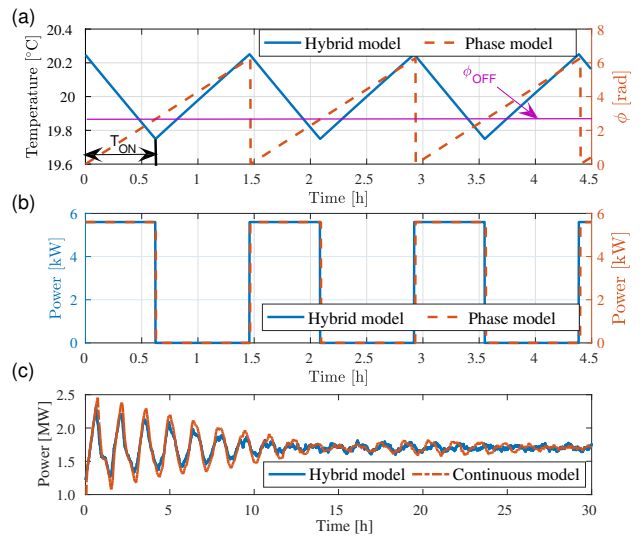 (a)
Hybrid model
Phase model
Temperature [°C]
20.4
20.2
20
19.8
19.6
8
6
4
2
0
ϕ [rad]
ϕOFF
TON
0 0.5 1 1.5 2 2.5 3 3.5 4 4.5
Time [h]
(b)
Power [kW]
6
4
2
0
6
4
2
0
Power [kW]
Hybrid model
Phase model
0 0.5 1 1.5 2 2.5 3 3.5 4 4.5
Time [h]
(c)
Power [MW]
2.5
2.0
1.5
1.0
Hybrid model
Continuous model
0 5 10 15 20 25 30
Time [h]